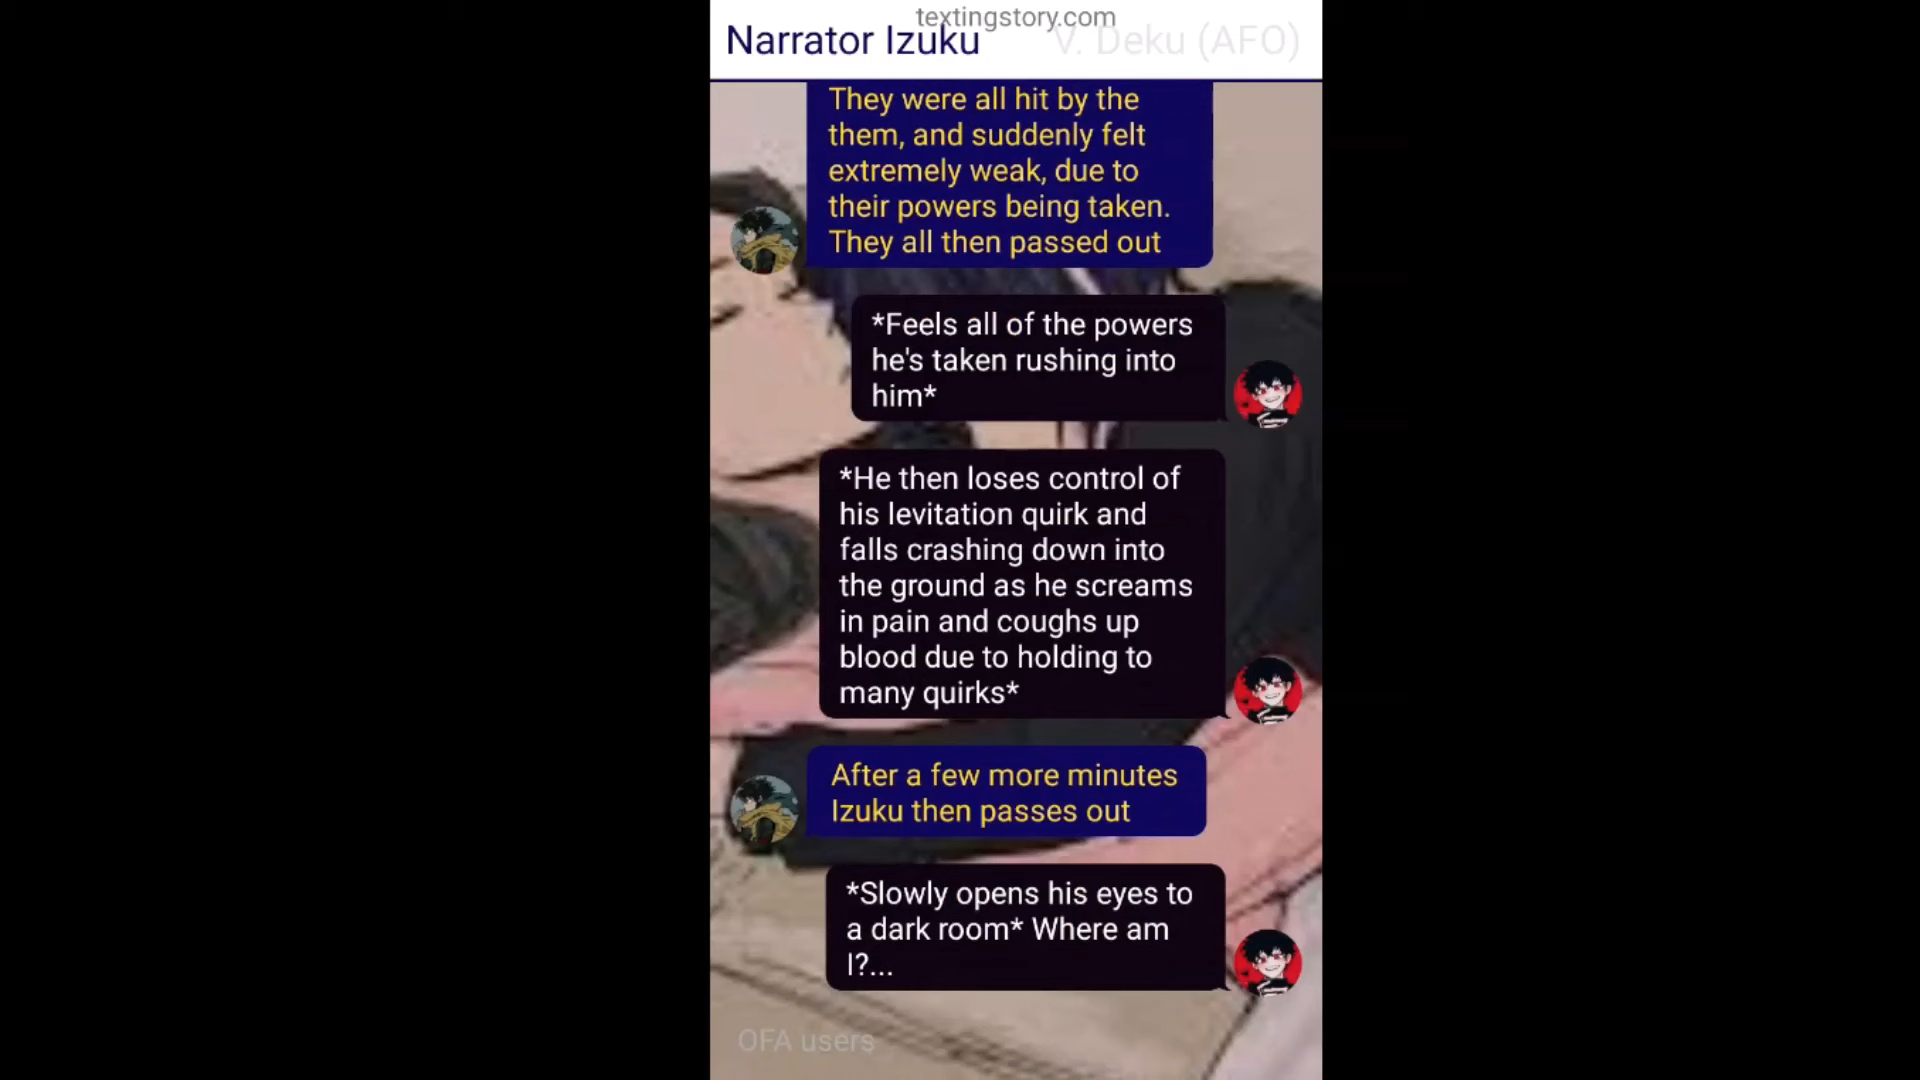 textingstory.com
Narrator Izuku
V. Deku (AFO)
They were all hit by the
them, and suddenly felt
extremely weak, due to
their powers being taken.
They all then passed out
*Feels all of the powers
he's taken rushing into
him*
*He then loses control of
his levitation quirk and
falls crashing down into
the ground as he screams
in pain and coughs up
blood due to holding to
many quirks*
After a few more minutes
Izuku then passes out
*Slowly opens his eyes to
a dark room* Where am
I?...
OFA users